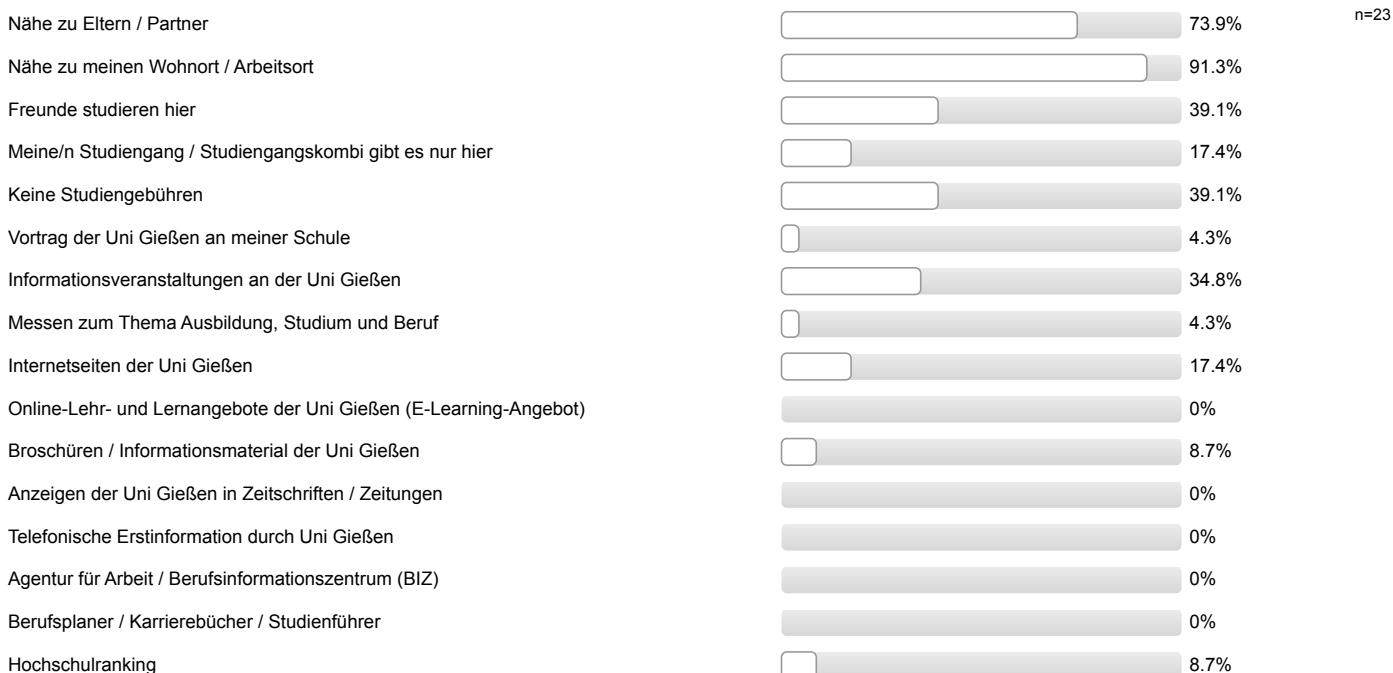 Nähe zu Eltern / Partner 73.9% n=23
Nähe zu meinen Wohnort / Arbeitsort 91.3%
Freunde studieren hier 39.1%
Meine/n Studiengang / Studiengangskombi gibt es nur hier 17.4%
Keine Studiengebühren 39.1%
Vortrag der Uni Gießen an meiner Schule 4.3%
Informationsveranstaltungen an der Uni Gießen 34.8%
Messen zum Thema Ausbildung, Studium und Beruf 4.3%
Internetseiten der Uni Gießen 17.4%
Online-Lehr- und Lernangebote der Uni Gießen (E-Learning-Angebot) 0%
Broschüren / Informationsmaterial der Uni Gießen 8.7%
Anzeigen der Uni Gießen in Zeitschriften / Zeitungen 0%
Telefonische Erstinformation durch Uni Gießen 0%
Agentur für Arbeit / Berufsinformationszentrum (BIZ) 0%
Berufsplaner / Karrierebücher / Studienführer 0%
Hochschulranking 8.7%